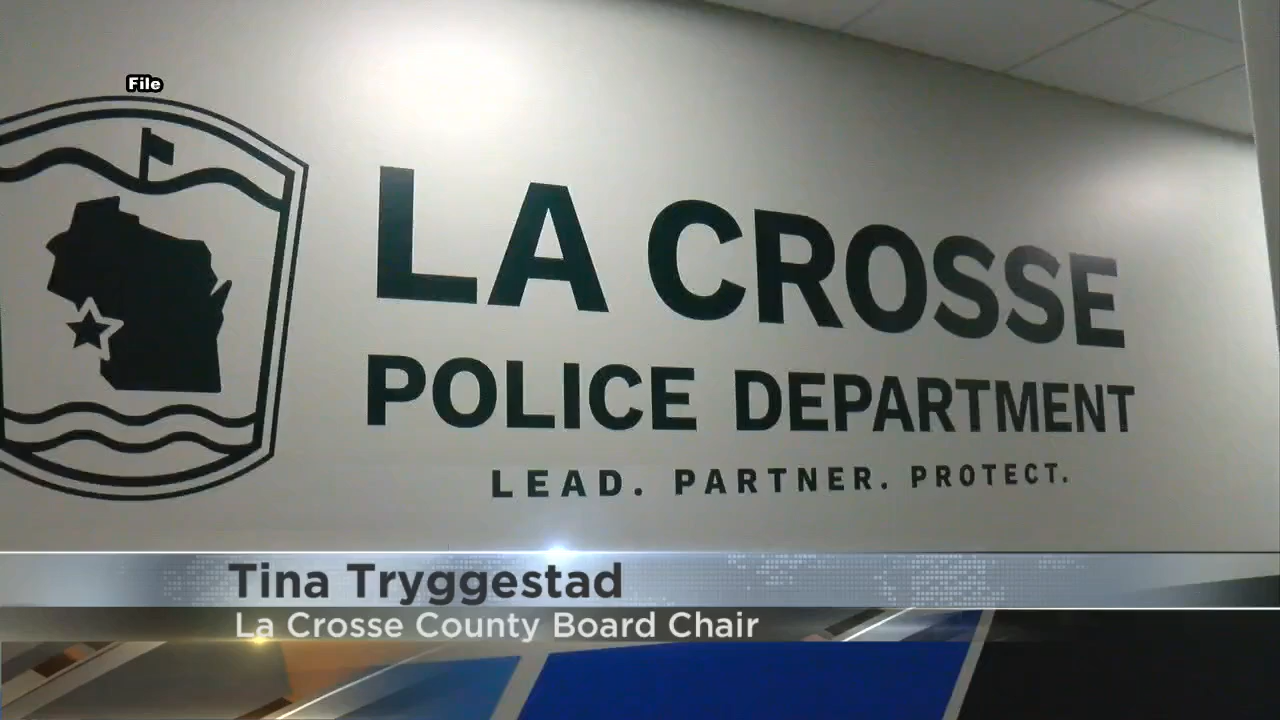 File
LA CROSSE
POLICE DEPARTMENT
LEAD. PARTNER. PROTECT.
Tina Tryggestad
La Crosse County Board Chair